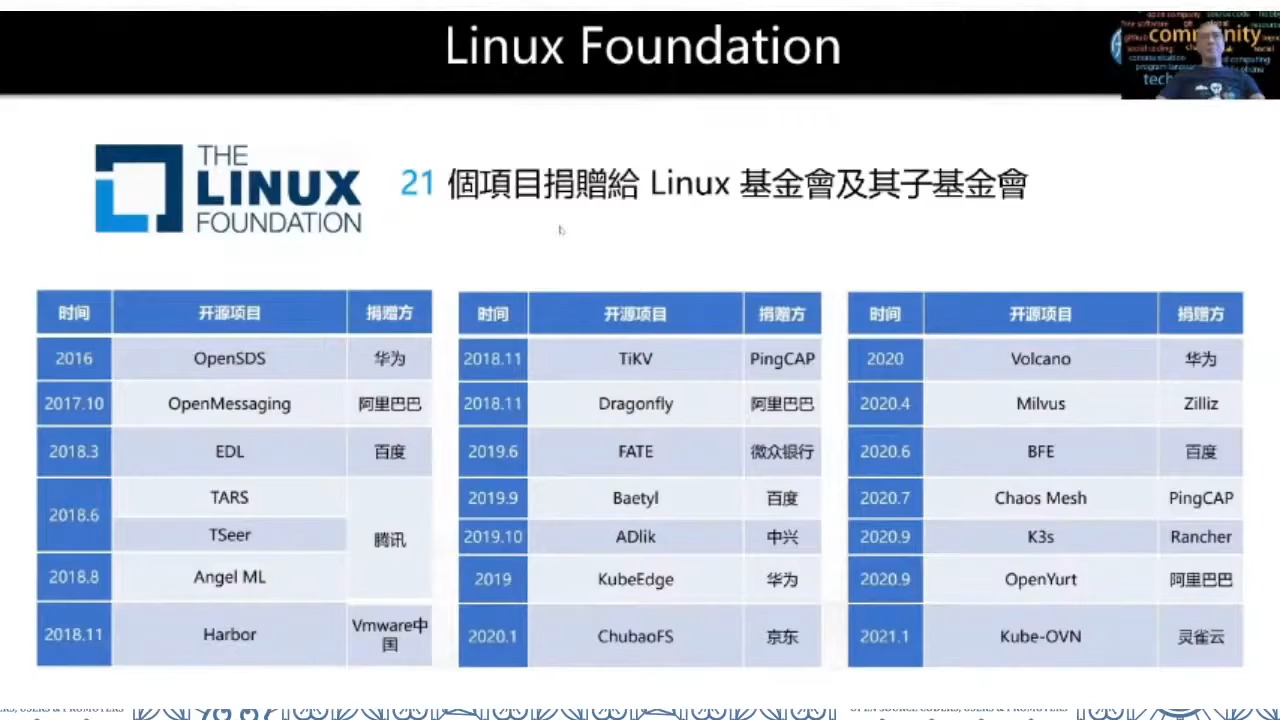 Linux Foundation
community
THE
LINUX
FOUNDATION
21 個項目捐贈給 Linux 基金會及其子基金會
时间 开源项目 捐赠方
2016 OpenSDS 华为
2017.10 OpenMessaging 阿里巴巴
2018.3 EDL 百度
2018.6 TARS 腾讯
TSeer
2018.8 Angel ML
2018.11 Harbor Vmware中
国
时间 开源项目 捐赠方
2018.11 TiKV PingCAP
2018.11 Dragonfly 阿里巴巴
2019.6 FATE 微众银行
2019.9 Baetyl 百度
2019.10 ADlik 中兴
2019 KubeEdge 华为
2020.1 ChubaoFS 京东
时间 开源项目 捐赠方
2020 Volcano 华为
2020.4 Milvus Zilliz
2020.6 BFE 百度
2020.7 Chaos Mesh PingCAP
2020.9 K3s Rancher
2020.9 OpenYurt 阿里巴巴
2021.1 Kube-OVN 灵雀云
USERS & PROMOTERS
OPEN SOURCE CODERS, USERS & PROMOTERS